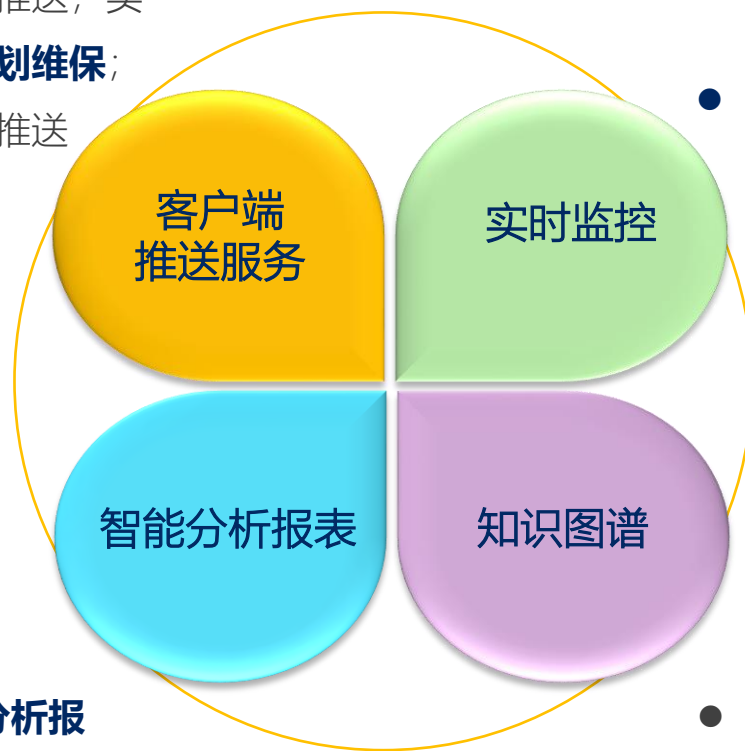 推送；实
划维保；
推送
客户端
推送服务
实时监控
智能分析报表
知识图谱
分析报